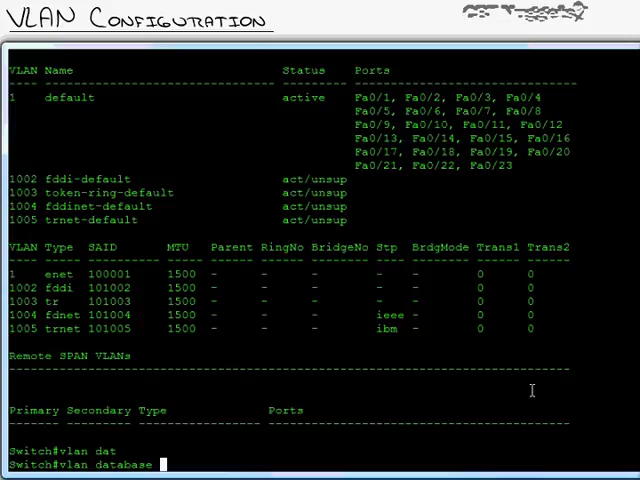 VLAN CONFIGURATION
VLAN Name Status Ports
1 default active Fa0/1, Fa0/2, Fa0/3, Fa0/4
Fa0/5, Fa0/6, Fa0/7, Fa0/8
Fa0/9, Fa0/10, Fa0/11, Fa0/12
Fa0/13, Fa0/14, Fa0/15, Fa0/16
Fa0/17, Fa0/18, Fa0/19, Fa0/20
Fa0/21, Fa0/22, Fa0/23
1002 fddi-default act/unsup
1003 token-ring-default act/unsup
1004 fddinet-default act/unsup
1005 trnet-default act/unsup
VLAN Type SAID MTU Parent RingNo BridgeNo Stp BrdgMode Trans1 Trans2
1 enet 100001 1500 - - - - - 0 0
1002 fddi 101002 1500 - - - - - 0 0
1003 tr 101003 1500 - - - - - 0 0
1004 fdnet 101004 1500 - - - ieee - 0 0
1005 trnet 101005 1500 - - - ibm - 0 0
Remote SPAN VLANs
Primary Secondary Type Ports
Switch#vlan dat
Switch#vlan database